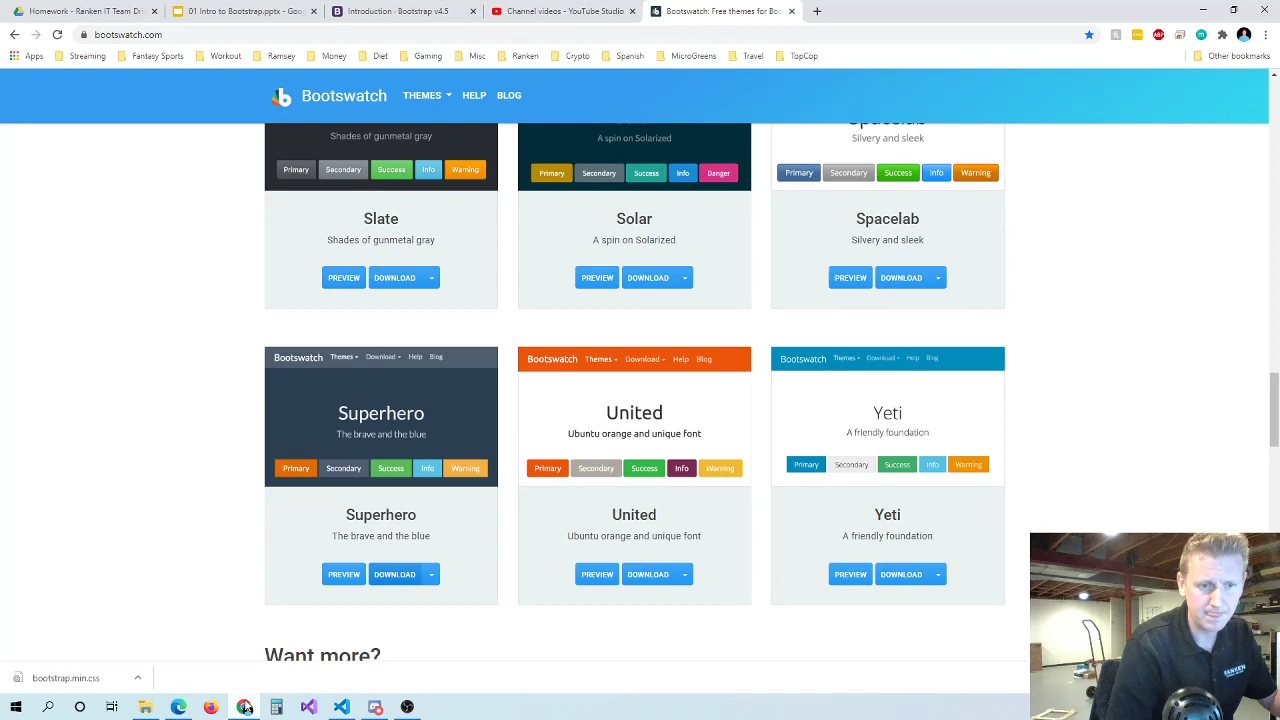 Homework - Ranken IT Team Driv
01 Intro to Bootstrap.pptx - Goog
Introduction · Bootstrap v4.5
Channel videos - YouTube Studio
Bootswatch: Free themes for Boo
bootswatch.com
Apps
Streaming
Fantasy Sports
Workout
Ramsey
Money
Diet
Gaming
Misc
Ranken
Crypto
Spanish
MicroGreens
Travel
TopCop
Other bookmarks
Bootswatch
THEMES
HELP
BLOG
Shades of gunmetal gray
A spin on Solarized
Spacelab
Silvery and sleek
Primary Secondary Success Info Warning
Primary Secondary Success Info Danger
Primary Secondary Success Info Warning
Slate
Solar
Spacelab
Shades of gunmetal gray
A spin on Solarized
Silvery and sleek
PREVIEW DOWNLOAD
PREVIEW DOWNLOAD
PREVIEW DOWNLOAD
Bootswatch Themes Download Help Blog
Bootswatch Themes Download Help Blog
Bootswatch Themes Download Help Blog
Superhero
United
Yeti
The brave and the blue
Ubuntu orange and unique font
A friendly foundation
Primary Secondary Success Info Warning
Primary Secondary Success Info Warning
Primary Secondary Success Info Warning
Superhero
United
Yeti
The brave and the blue
Ubuntu orange and unique font
A friendly foundation
PREVIEW DOWNLOAD
PREVIEW DOWNLOAD
PREVIEW DOWNLOAD
Want more?
bootstrap.min.css
RANKEN